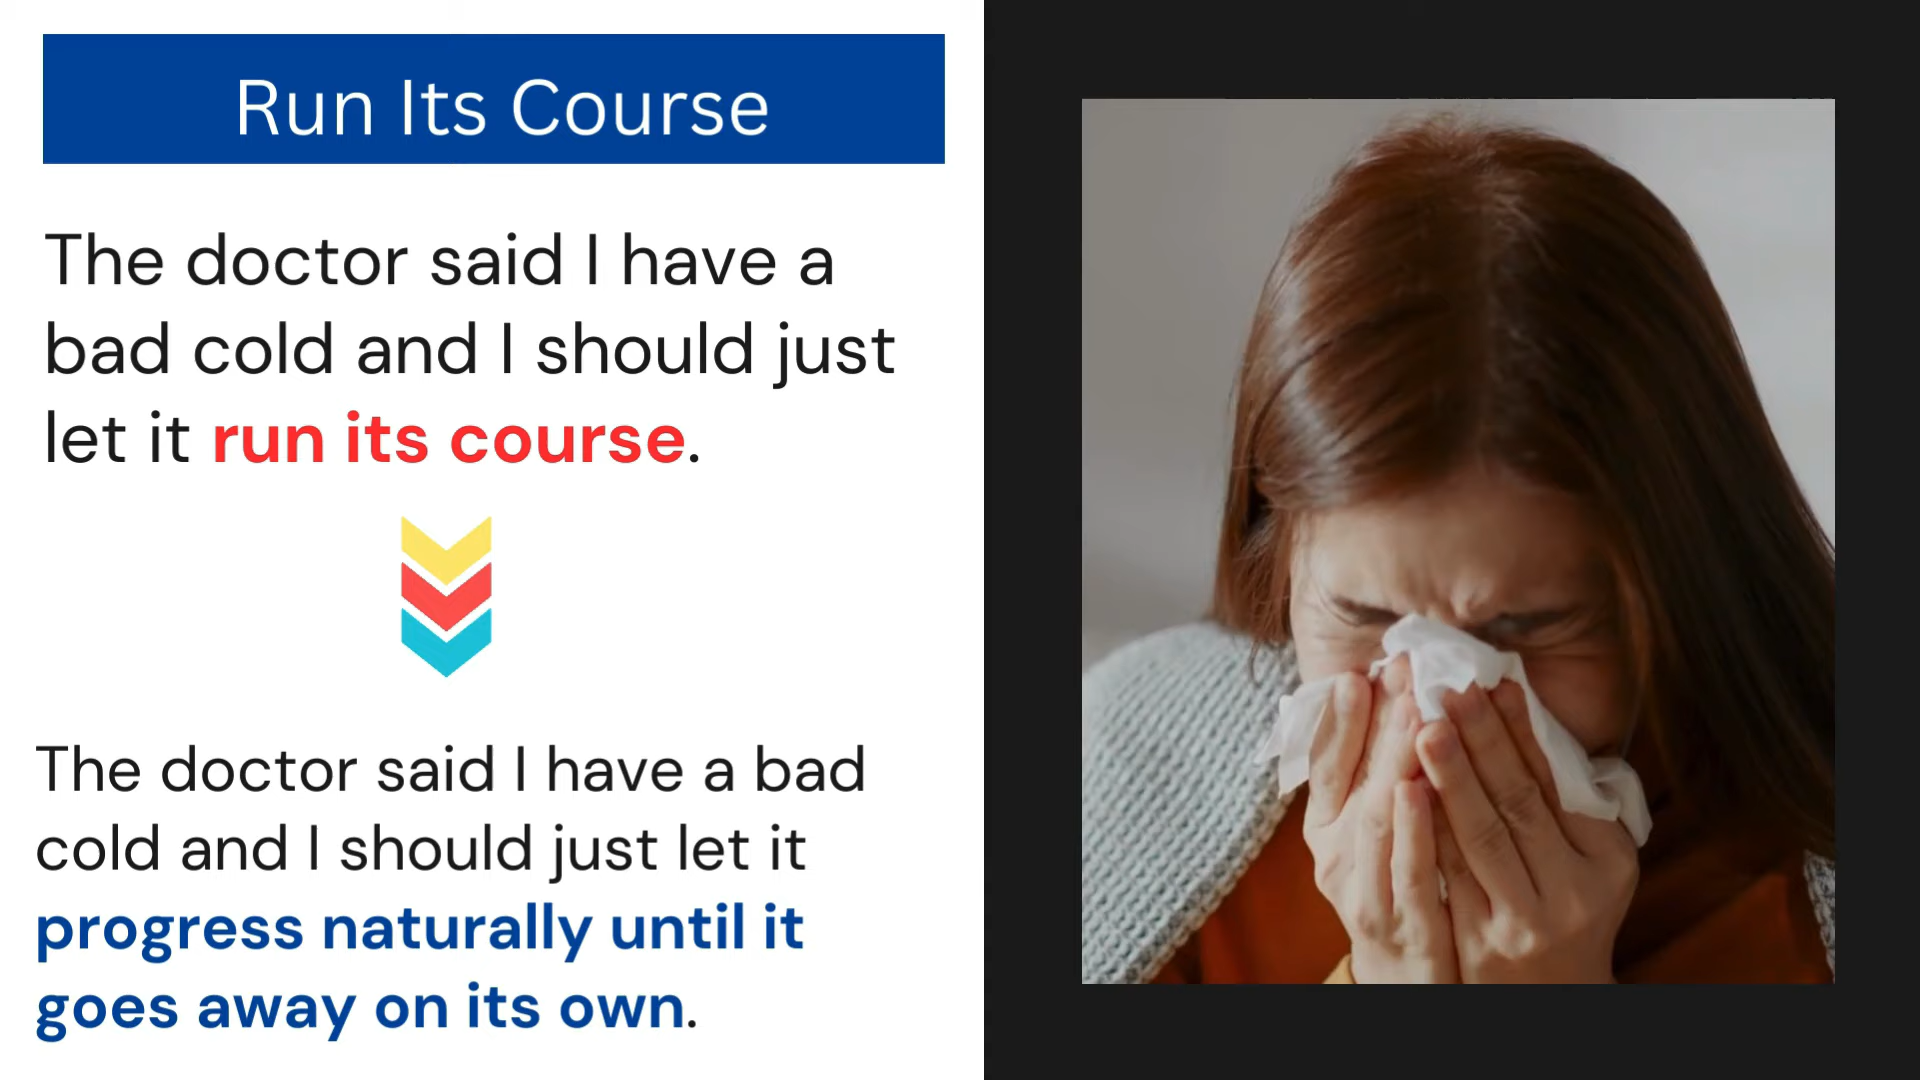 Run Its Course
The doctor said I have a
bad cold and I should just
let it run its course.
The doctor said I have a bad
cold and I should just let it
progress naturally until it
goes away on its own.